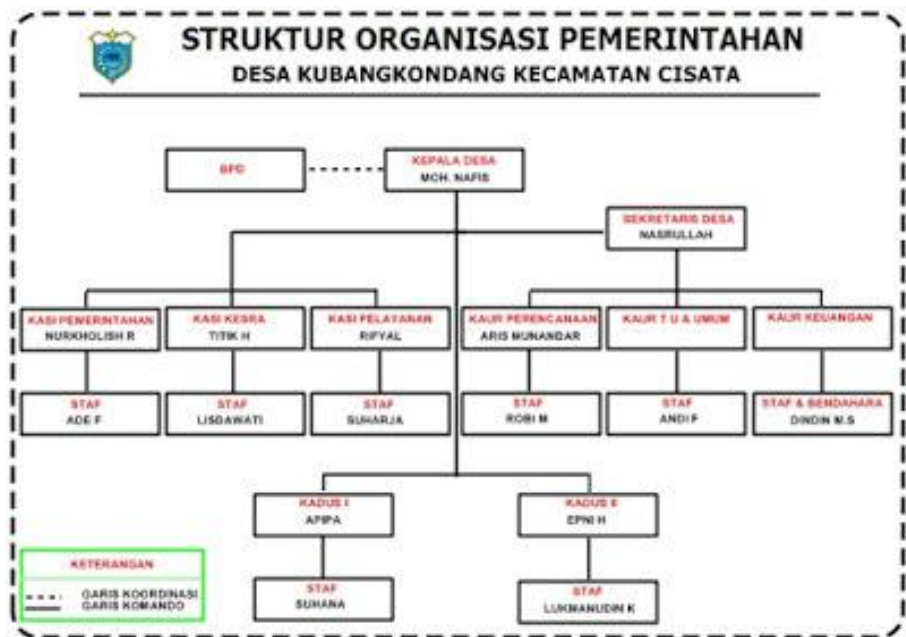 STRUKTUR ORGANISASI PEMERINTAHAN
DESA KUBANGKONDANG KECAMATAN CISATA
BPD
KEPALA DESA
MOH. NAFIS
SEKRETARIS DESA
NASRULLAH
KASI PEMERINTAHAN
NURKHOLISH R
KASI KESRA
TITIK H
KASI PELAYANAN
RIFYAL
KAUR PERENCANAAN
ARIS MUNANDAR
KAUR T U & UMUM
KAUR KEUANGAN
STAF
ADE F
STAF
LISDAWATI
STAF
SUHARJA
STAF
ROBI M
STAF
ANDI F
STAF & BENDAHARA
DINDIN M.S
KADUS I
APIPA
KADUS II
EPNI H
STAF
SUHANA
STAF
LUKMANUDIN K
KETERANGAN
GARIS KOORDINASI
GARIS KOMANDO